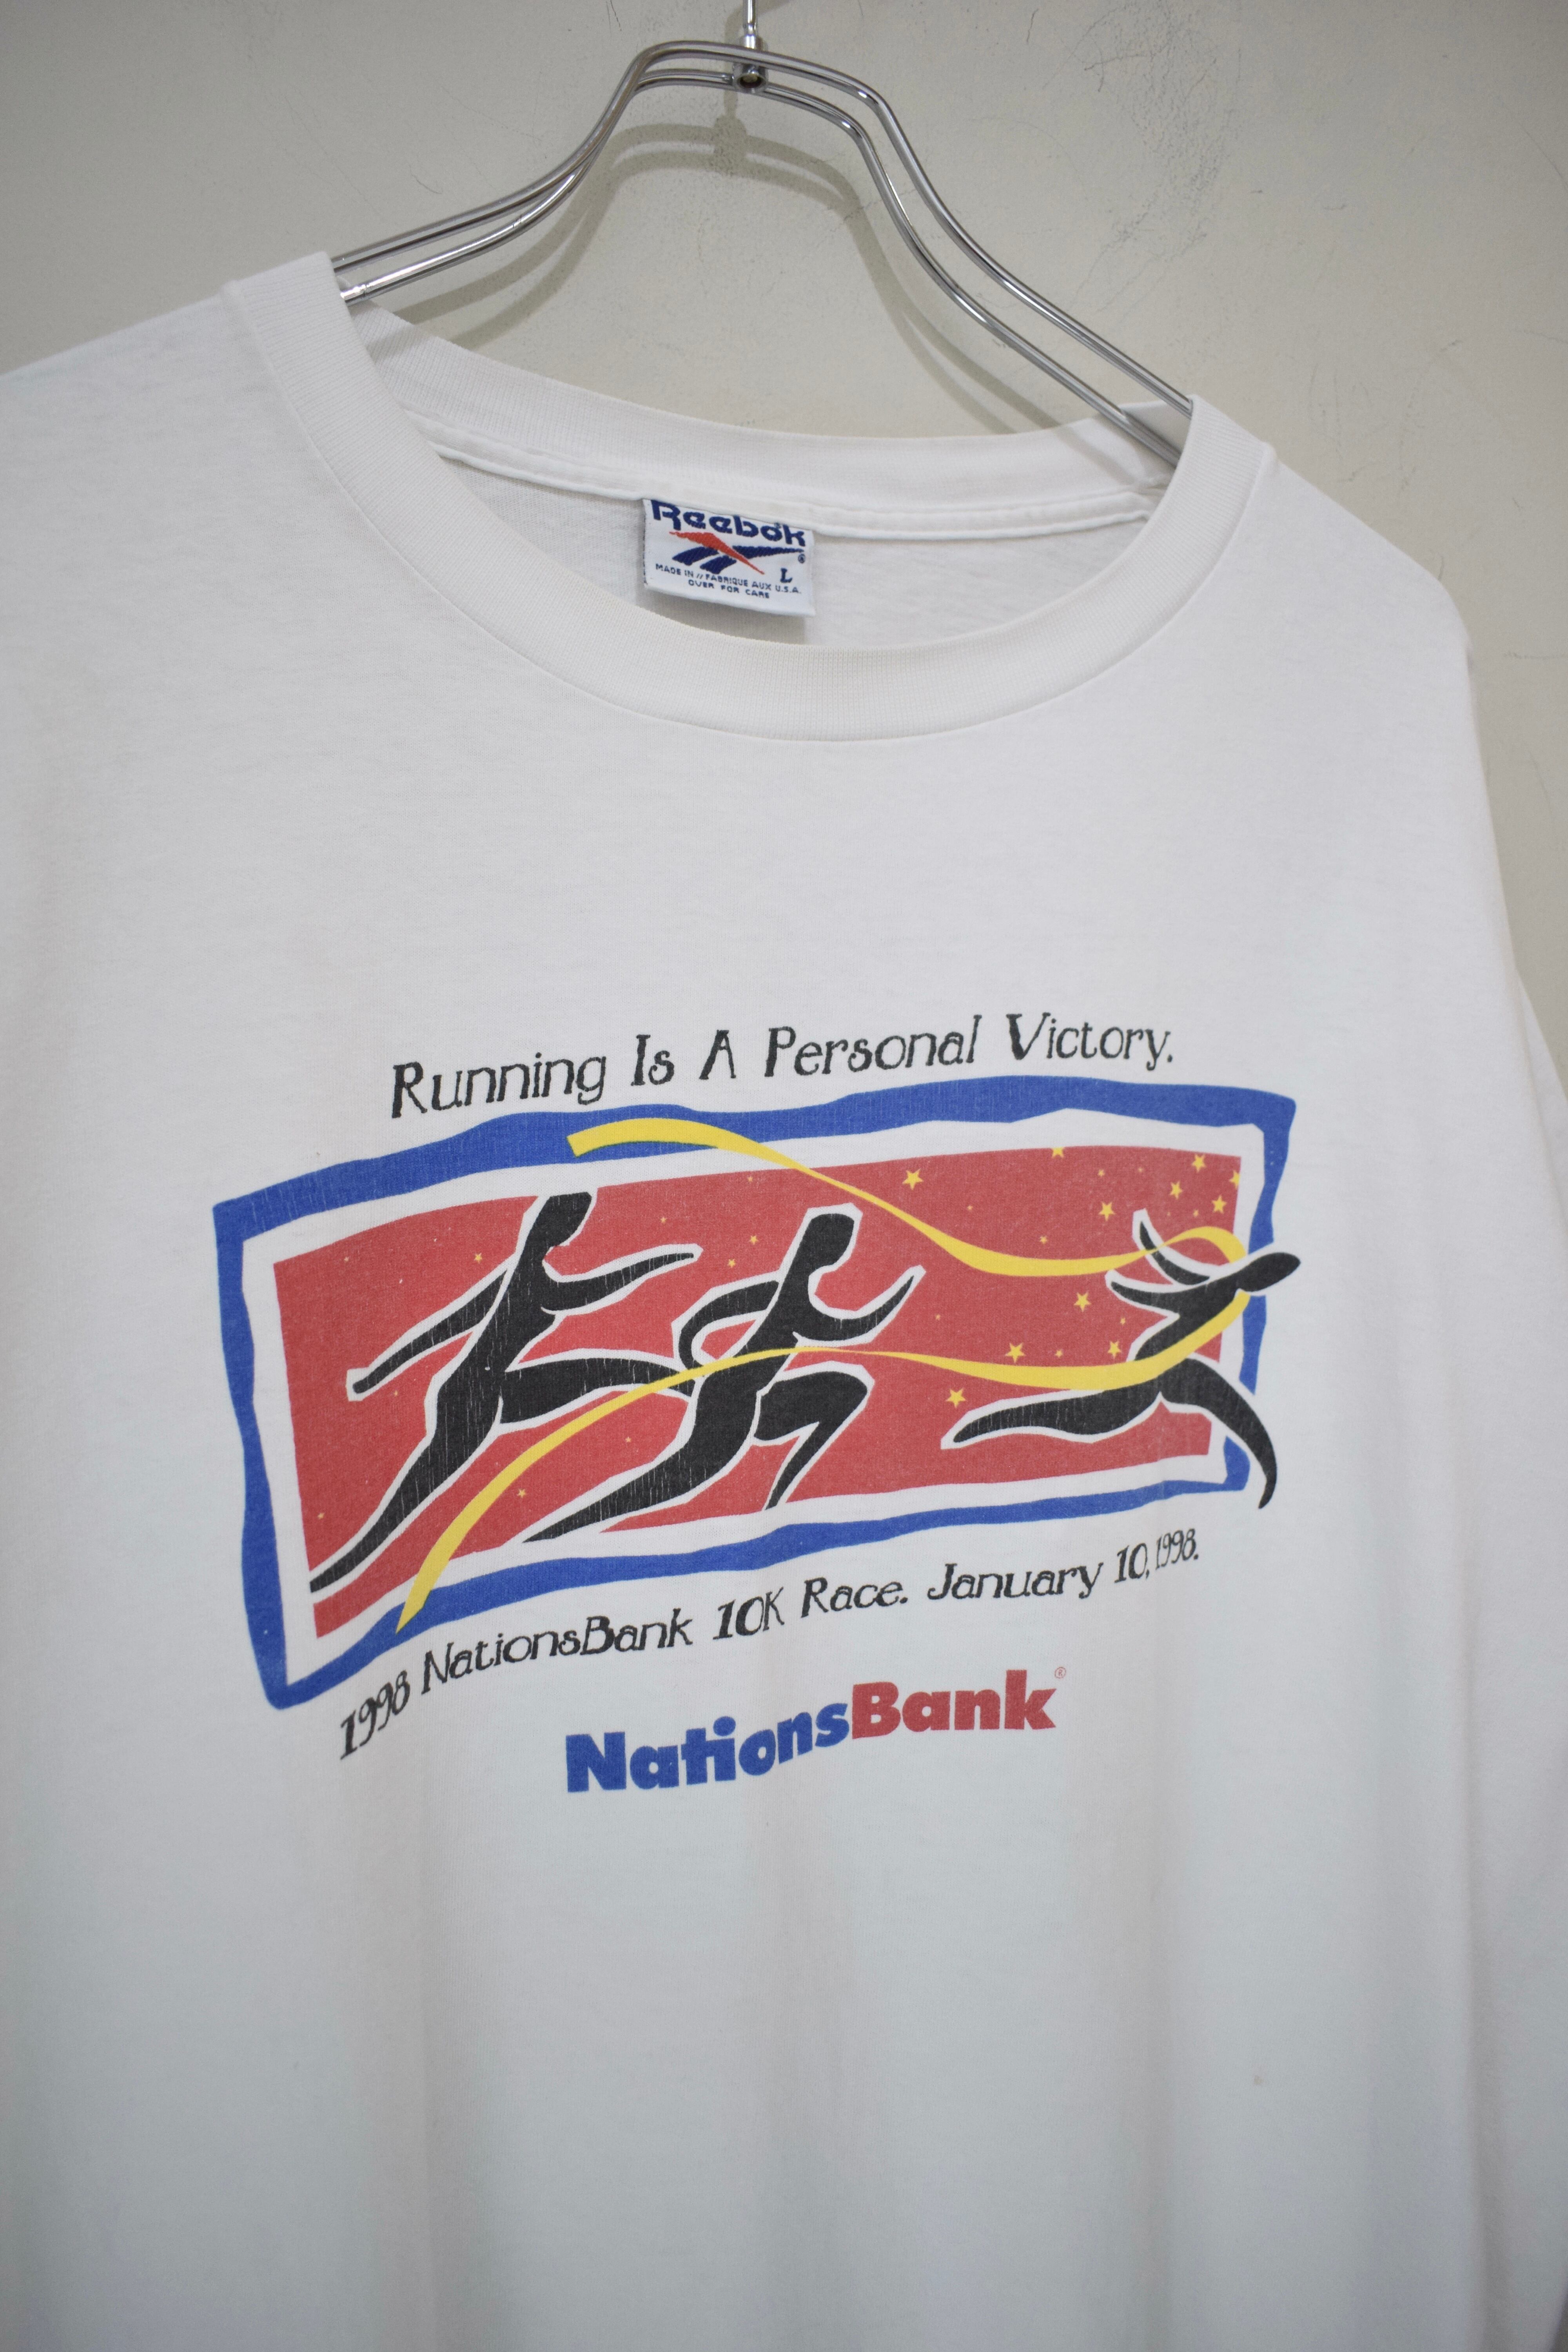 Reebok
®
L
MADE IN // FABRIQUE AUX U.S.A.
OVER FOR CARE
Running Is A Personal Victory.
1998 NationsBank 10K Race. January 10, 1998.
NationsBank®